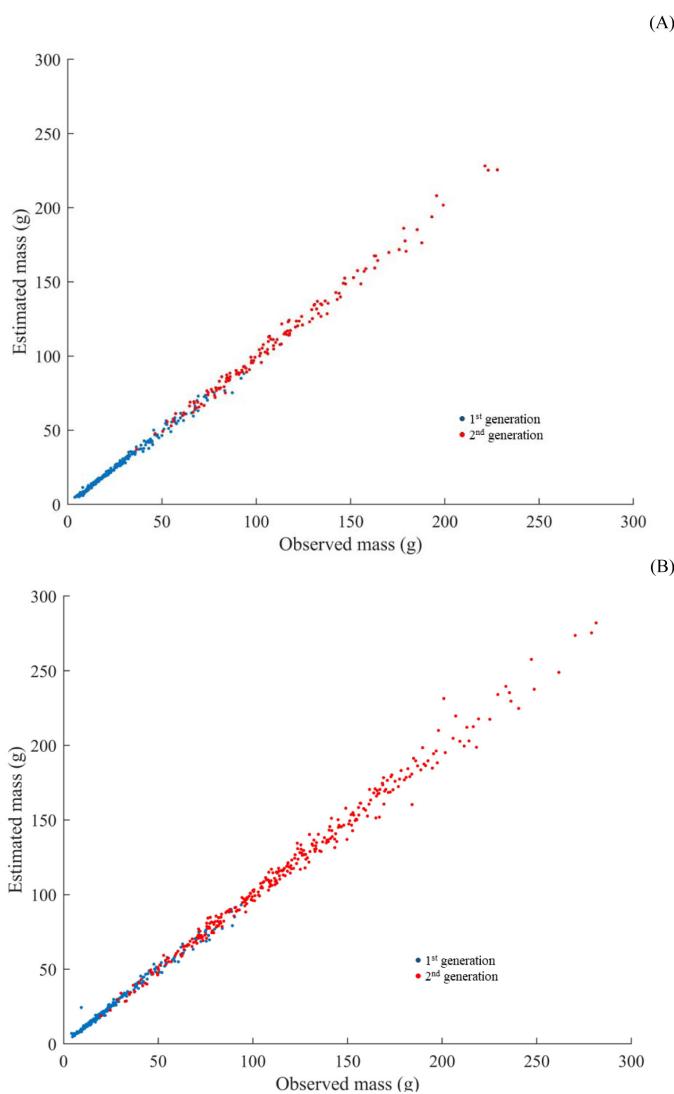 (A)
300
250
200
150
100
50
0
Estimated mass (g)
1st generation
2nd generation
0 50 100 150 200 250 300
Observed mass (g)
(B)
300
250
200
150
100
50
0
Estimated mass (g)
1st generation
2nd generation
0 50 100 150 200 250 300
Observed mass (g)